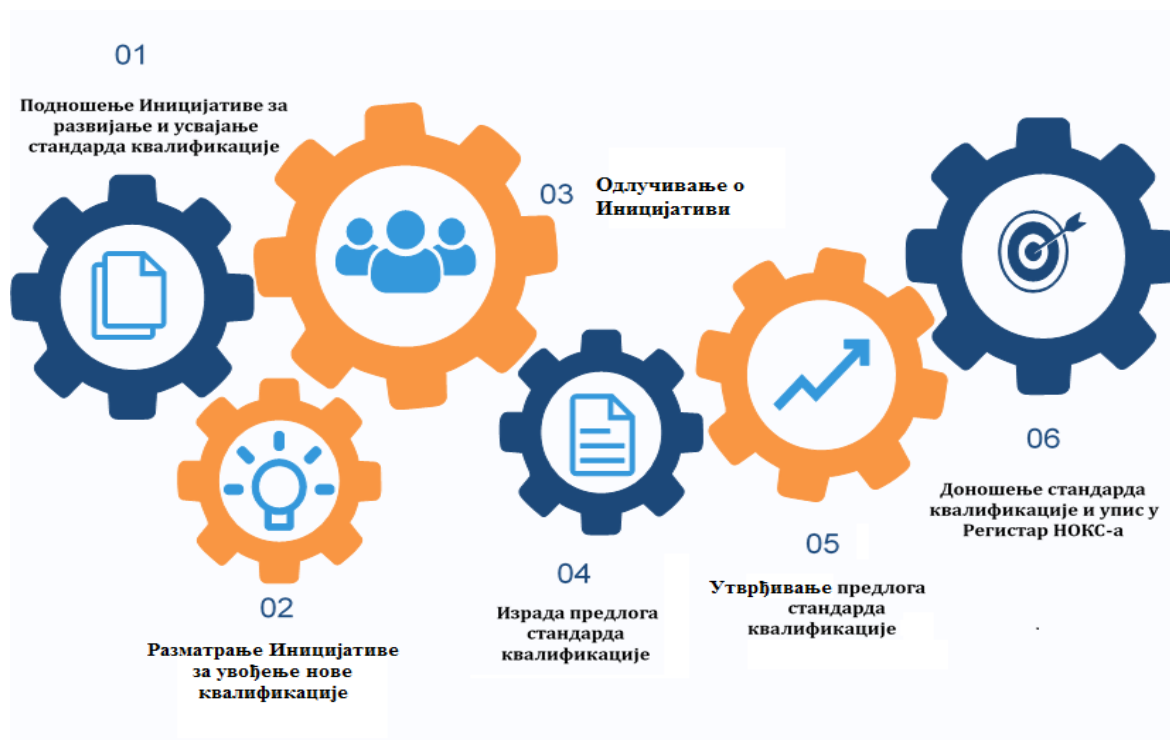 01
Подношење Иницијативе за
развијање и усвајање
стандарда квалификације
02
Разматрање Иницијативе
за увођење нове
квалификације
03
Одлучивање о
Иницијативи
04
Израда предлога
стандарда
квалификације
05
Утврђивање предлога
стандарда
квалификације
06
Доношење стандарда
квалификације и упис у
Регистар НОКС-а
.